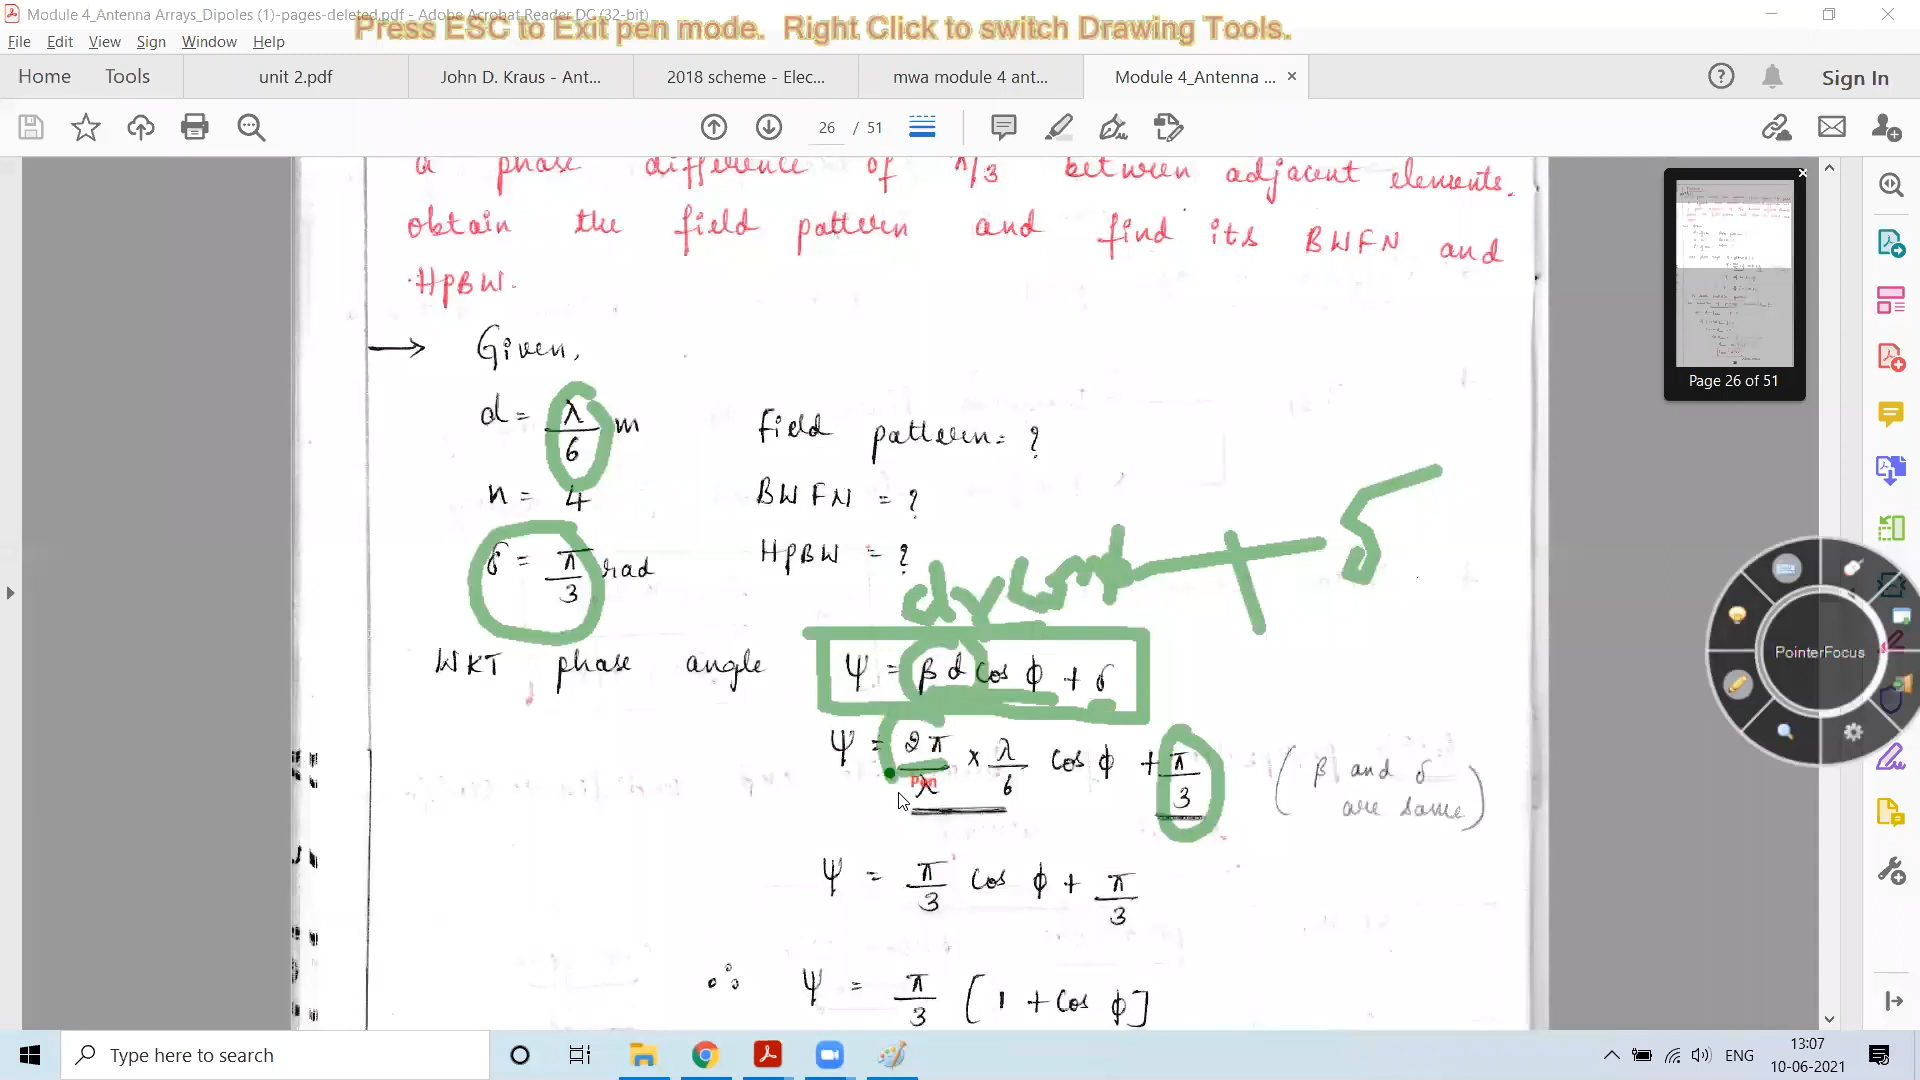 Module 4_Antenna Arrays_Dipoles (1)-pages-deleted.pdf - Adobe Acrobat Reader DC (32-bit)
Press ESC to Exit pen mode. Right Click to switch Drawing Tools.
File Edit View Sign Window Help
Home Tools unit 2.pdf John D. Kraus - Ant... 2018 scheme - Elec... mwa module 4 ant... Module 4_Antenna ... × Sign In
26 / 51
a phase difference of π/3 between adjacent elements.
obtain the field pattern and find its BWFN and
HPBW.
Page 26 of 51
→ Given,
d = λ/6 m Field pattern = ?
n = 4 BWFN = ?
δ = π/3 rad HPBW = ?
dr cosφ + δ
WKT phase angle ψ = βd cos φ + δ
PointerFocus
ψ = 2π/λ × λ/6 cos φ + π/3 (β and δ are same)
Pen
ψ = π/3 cos φ + π/3
∴ ψ = π/3 [1 + cos φ]
Type here to search
ENG
13:07
10-06-2021